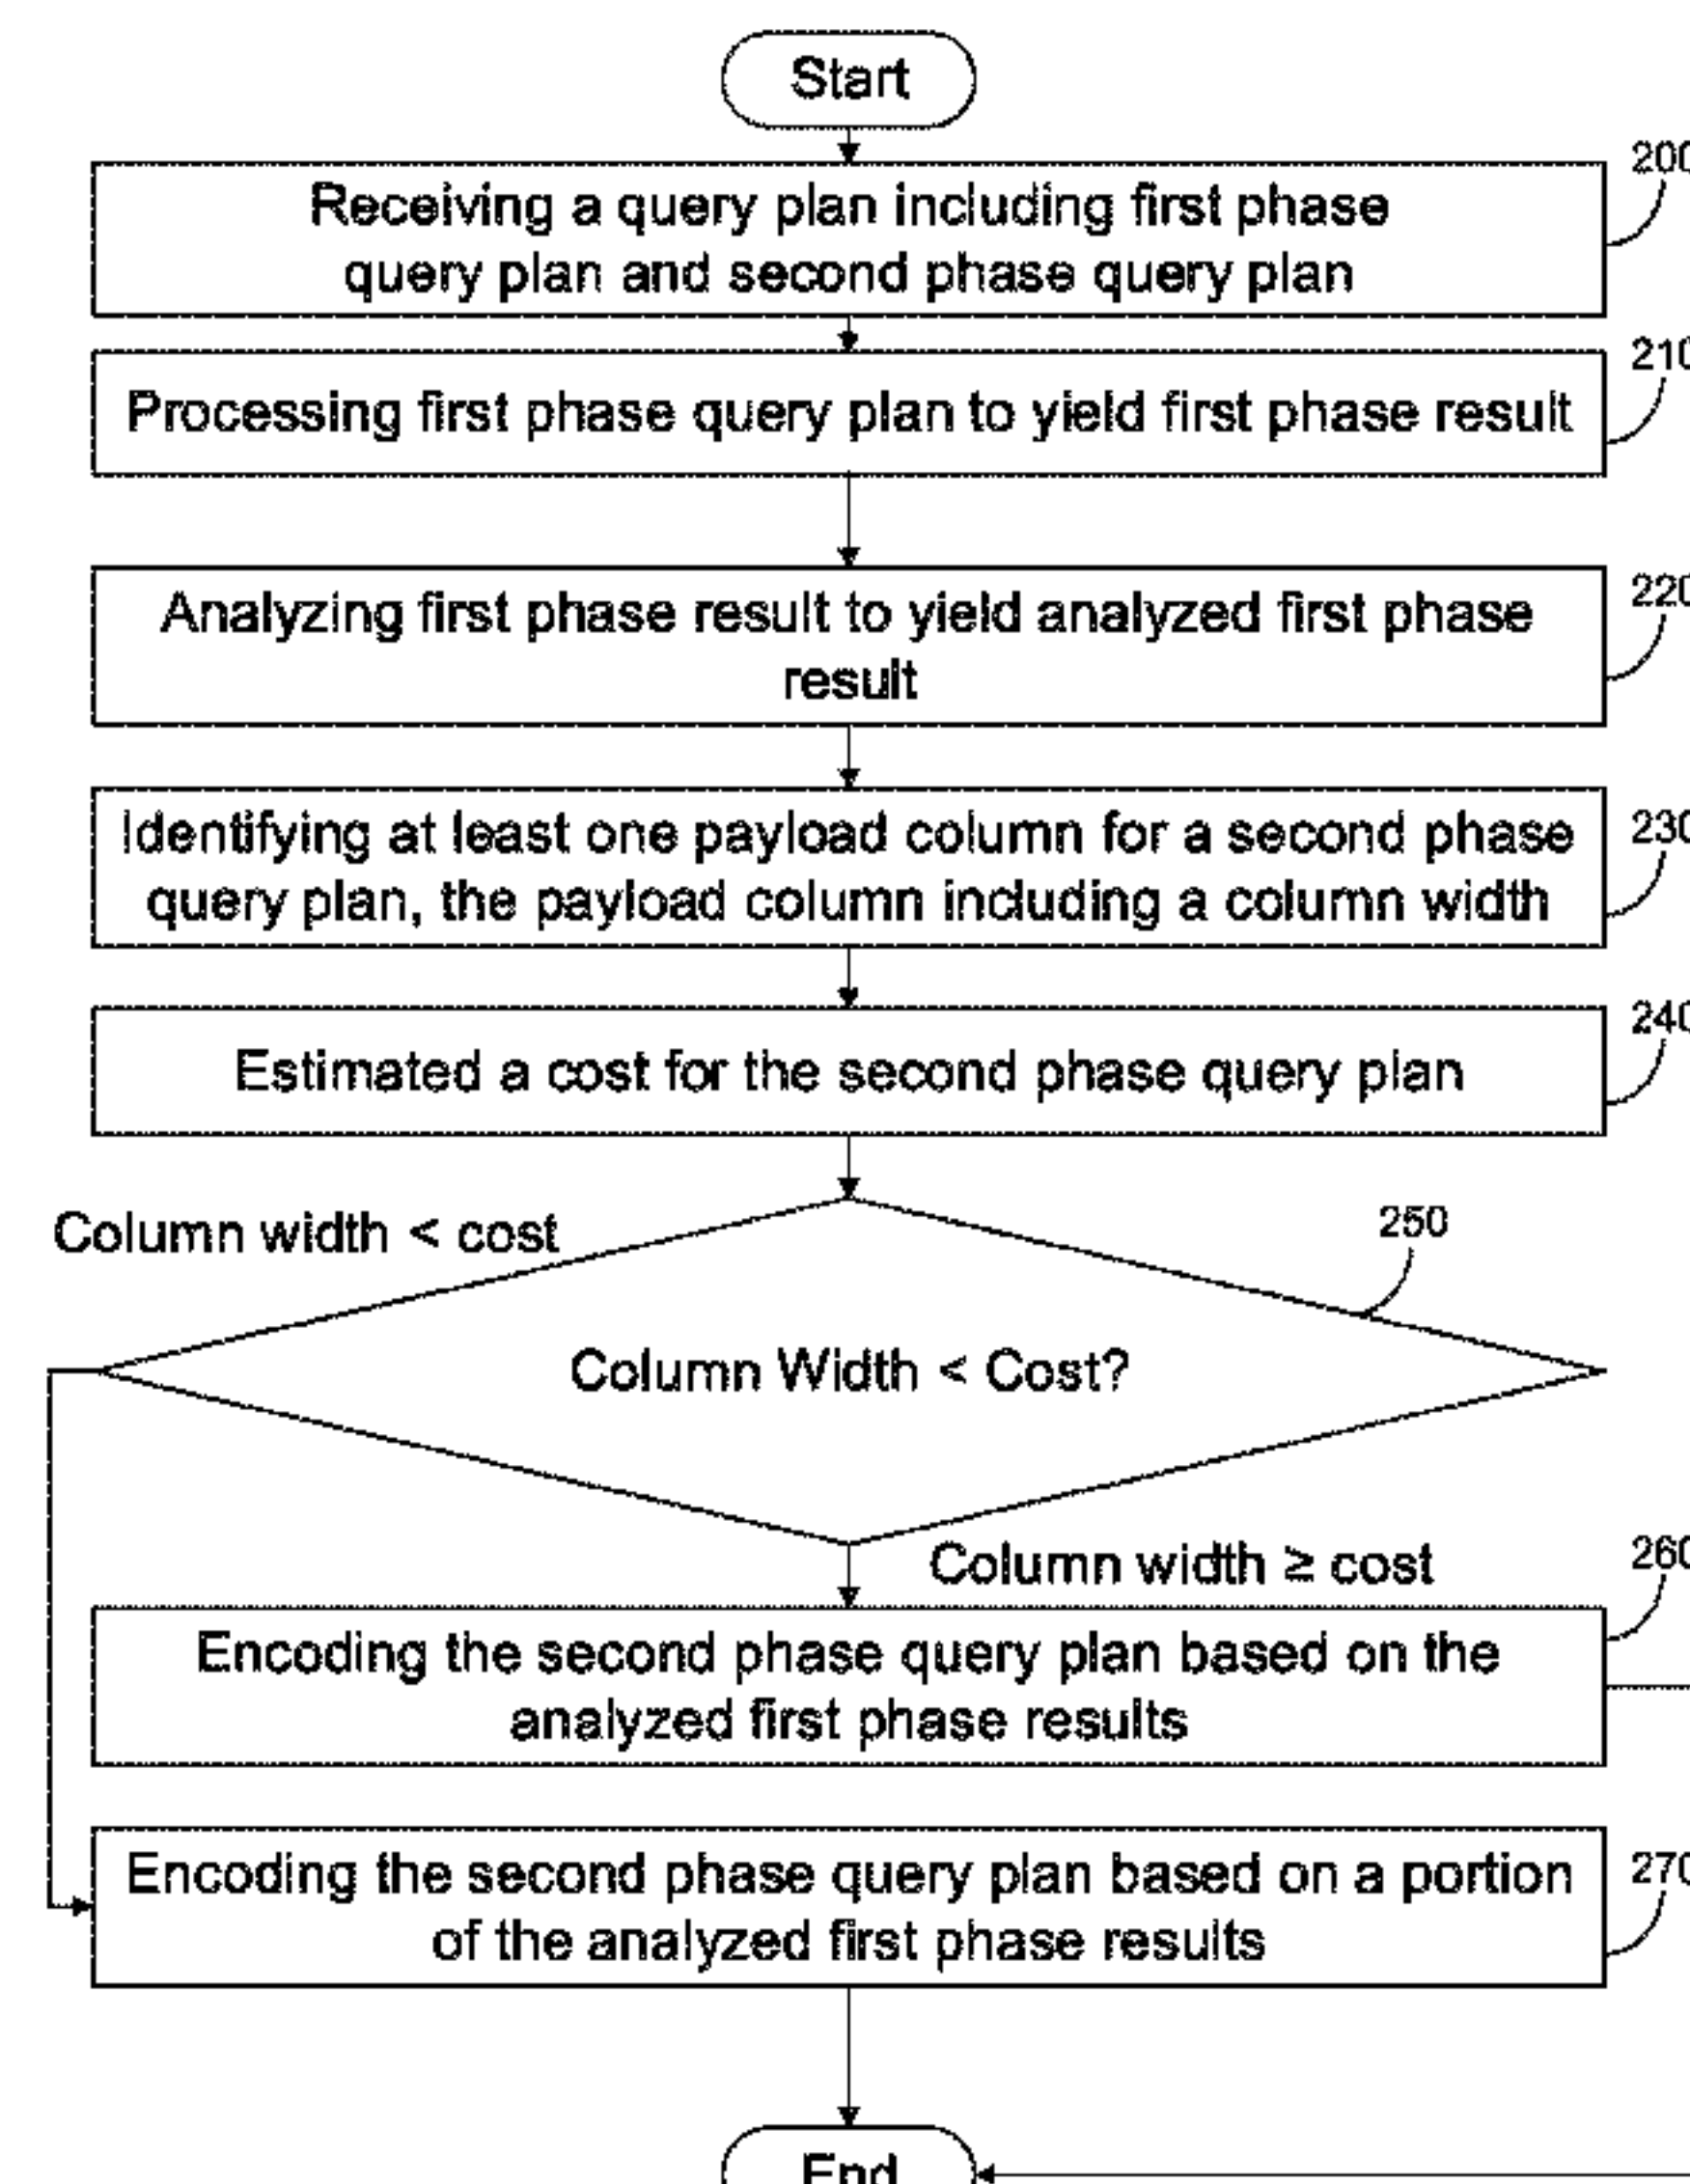 Start
200
Receiving a query plan including first phase
query plan and second phase query plan
210
Processing first phase query plan to yield first phase result
220
Analyzing first phase result to yield analyzed first phase
result
230
Identifying at least one payload column for a second phase
query plan, the payload column including a column width
240
Estimated a cost for the second phase query plan
Column width < cost
250
Column Width < Cost?
Column width ≥ cost
260
Encoding the second phase query plan based on the
analyzed first phase results
270
Encoding the second phase query plan based on a portion
of the analyzed first phase results
End